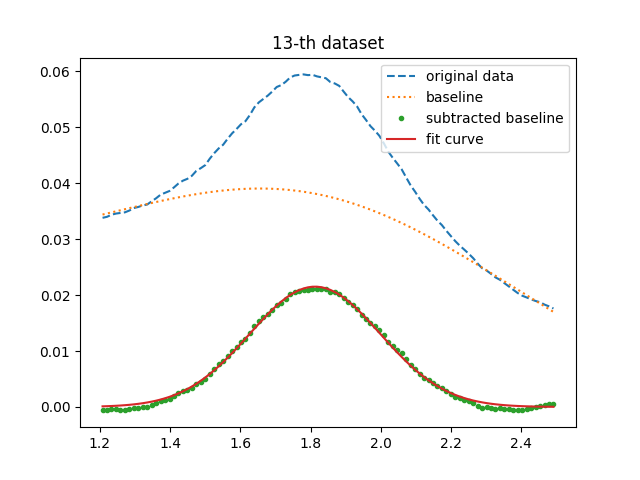 13-th dataset
original data
baseline
subtracted baseline
fit curve
0.06
0.05
0.04
0.03
0.02
0.01
0.00
1.2 1.4 1.6 1.8 2.0 2.2 2.4